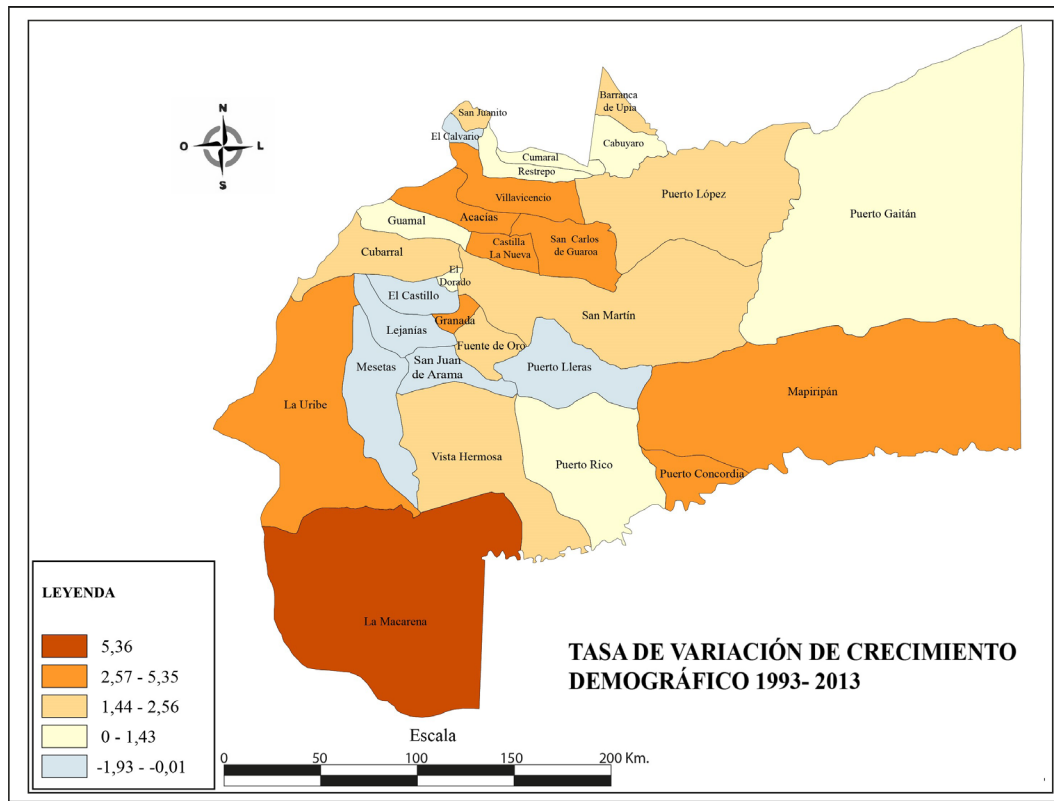 N
O
L
S
San Juanito
El Calvario
Barranca
de Upia
Cabuyaro
Cumaral
Restrepo
Villavicencio
Puerto López
Puerto Gaitán
Guamal
Acacías
Cubarral
Castilla
La Nueva
San Carlos
de Guaroa
El
Dorado
El Castillo
Granada
San Martín
Lejanías
Fuente de Oro
Mesetas
San Juan
de Arama
Puerto Lleras
La Uribe
Mapiripán
Vista Hermosa
Puerto Rico
Puerto Concordia
La Macarena
LEYENDA
5,36
2,57 - 5,35
1,44 - 2,56
0 - 1,43
-1,93 - -0,01
TASA DE VARIACIÓN DE CRECIMIENTO
DEMOGRÁFICO 1993- 2013
Escala
0 50 100 150 200 Km.